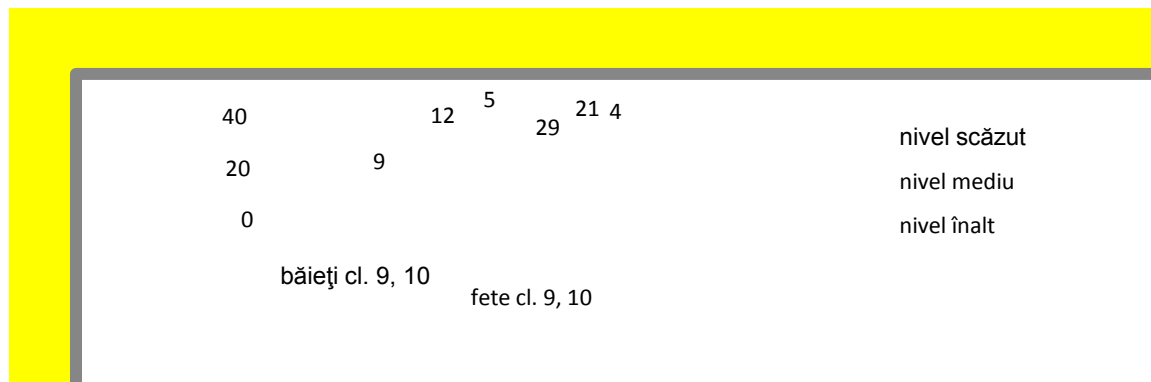 40
20
0
9
12
5
29
21
4
băieţi cl. 9, 10
fete cl. 9, 10
nivel scăzut
nivel mediu
nivel înalt